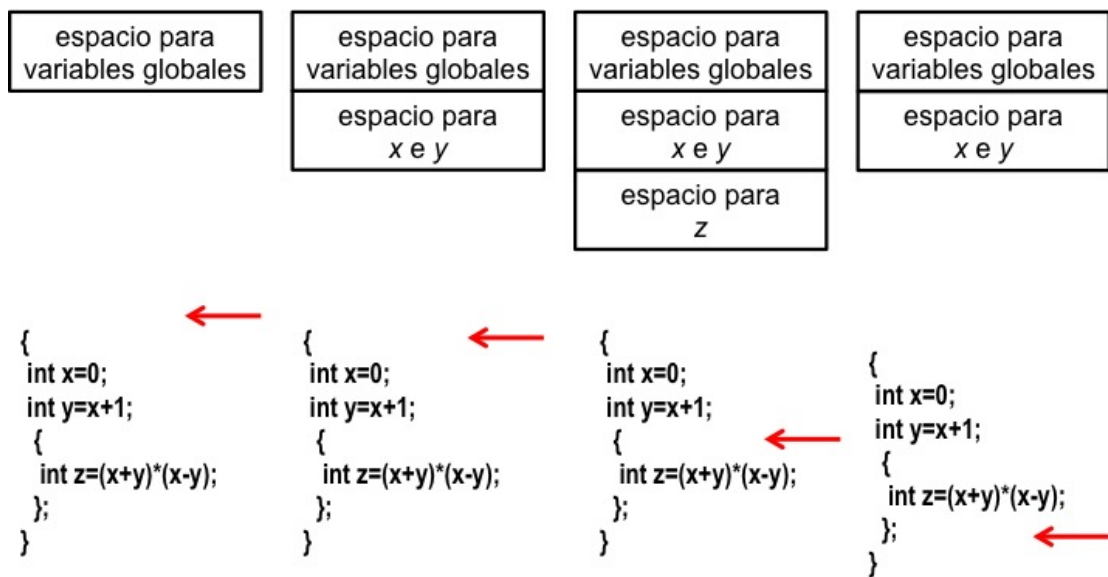 espacio para
variables globales
espacio para
variables globales
espacio para
x e y
espacio para
variables globales
espacio para
x e y
espacio para
z
espacio para
variables globales
espacio para
x e y
{
int x=0;
int y=x+1;
{
int z=(x+y)*(x-y);
};
}
{
int x=0;
int y=x+1;
{
int z=(x+y)*(x-y);
};
}
{
int x=0;
int y=x+1;
{
int z=(x+y)*(x-y);
};
}
{
int x=0;
int y=x+1;
{
int z=(x+y)*(x-y);
};
}